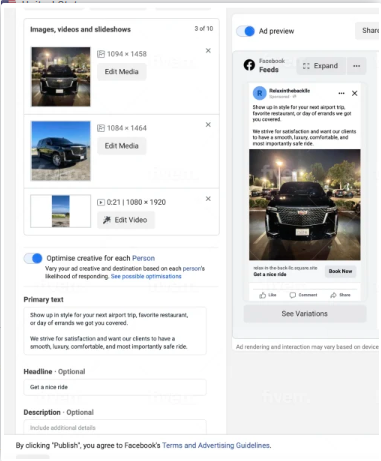 Images, videos and slideshows
3 of 10
1094 × 1458
Edit Media
1084 × 1464
Edit Media
0:21 | 1080 × 1920
Edit Video
Optimise creative for each Person
Vary your ad creative and destination based on each person's
likelihood of responding. See possible optimisations
Primary text
Show up in style for your next airport trip, favorite restaurant,
or day of errands we got you covered.
We strive for satisfaction and want our clients to have a
smooth, luxury, comfortable, and most importantly safe ride.
Headline · Optional
Get a nice ride
Description · Optional
Include additional details
Ad preview
Share
Facebook
Feeds
Expand
Relaxinthebackllc
Sponsored
Show up in style for your next airport trip,
favorite restaurant, or day of errands we got
you covered.
We strive for satisfaction and want our clients
to have a smooth, luxury, comfortable, and
most importantly safe ride.
relax-in-the-back-llc.square.site
Get a nice ride
Book Now
Like
Comment
Share
See Variations
Ad rendering and interaction may vary based on device
By clicking "Publish", you agree to Facebook's Terms and Advertising Guidelines.